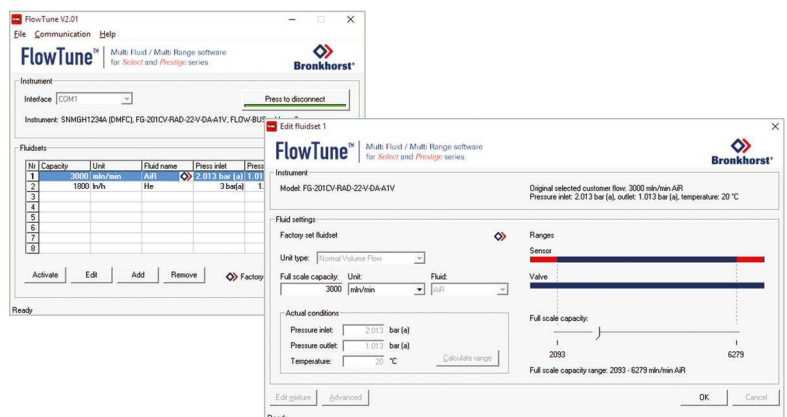 FlowTune V2.01
File Communication Help
FlowTune™ Multi Fluid / Multi Range software
for Select and Prestige series
Bronkhorst®
Instrument
Interface COM1 Press to disconnect
Instrument: SNMGH1234A (DMFC), FG-201CV-RAD-22-V-DA-A1V, FLOW-BUS
Fluidsets
Nr Capacity Unit Fluid name Press inlet Press
1 3000 mln/min AiR 2.013 bar (a) 1.01
2 1800 ln/h He 3 bar(a) 1.
3
4
5
6
7
8
Activate Edit Add Remove Factory
Ready
Edit fluidset 1
FlowTune™ Multi Fluid / Multi Range software
for Select and Prestige series
Bronkhorst®
Instrument
Model: FG-201CV-RAD-22-V-DA-A1V
Original selected customer flow: 3000 mln/min AiR
Pressure inlet: 2.013 bar (a), outlet: 1.013 bar (a), temperature: 20 °C
Fluid settings
Factory set fluidset
Unit type: Normal Volume Flow
Full scale capacity: Unit: Fluid:
3000 mln/min AiR
Actual conditions
Pressure inlet: 2.013 bar (a)
Pressure outlet: 1.013 bar (a)
Temperature: 20 °C
Calculate range
Ranges
Sensor
Valve
Full scale capacity:
2093 6279
Full scale capacity range: 2093 - 6279 mln/min AiR
Edit mixture Advanced OK Cancel